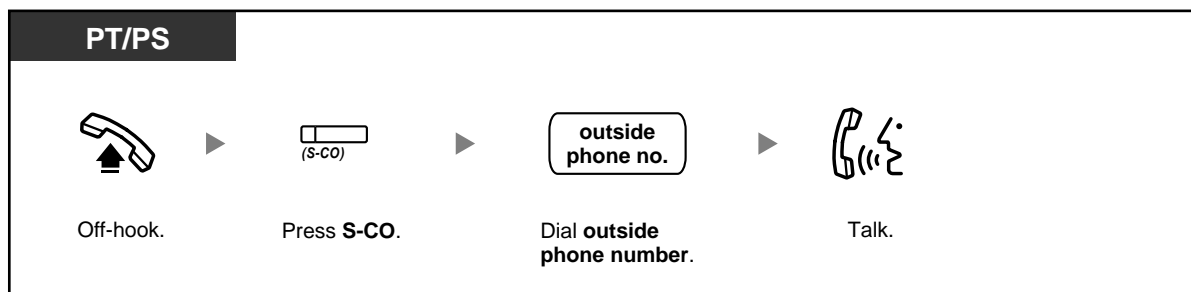 PT/PS
(S-CO)
outside
phone no.
Off-hook.
Press S-CO.
Dial outside
phone number.
Talk.